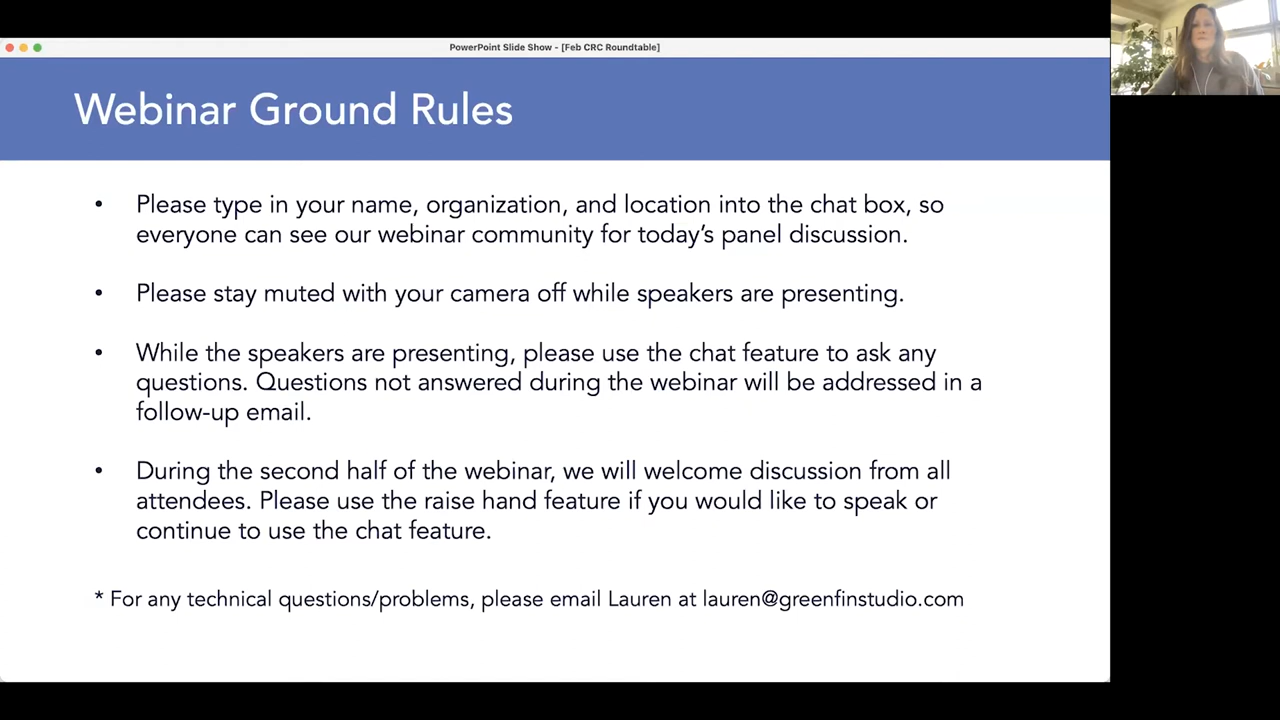 PowerPoint Slide Show - [Feb CRC Roundtable]
Webinar Ground Rules
• Please type in your name, organization, and location into the chat box, so
everyone can see our webinar community for today's panel discussion.
• Please stay muted with your camera off while speakers are presenting.
• While the speakers are presenting, please use the chat feature to ask any
questions. Questions not answered during the webinar will be addressed in a
follow-up email.
• During the second half of the webinar, we will welcome discussion from all
attendees. Please use the raise hand feature if you would like to speak or
continue to use the chat feature.
* For any technical questions/problems, please email Lauren at lauren@greenfinstudio.com